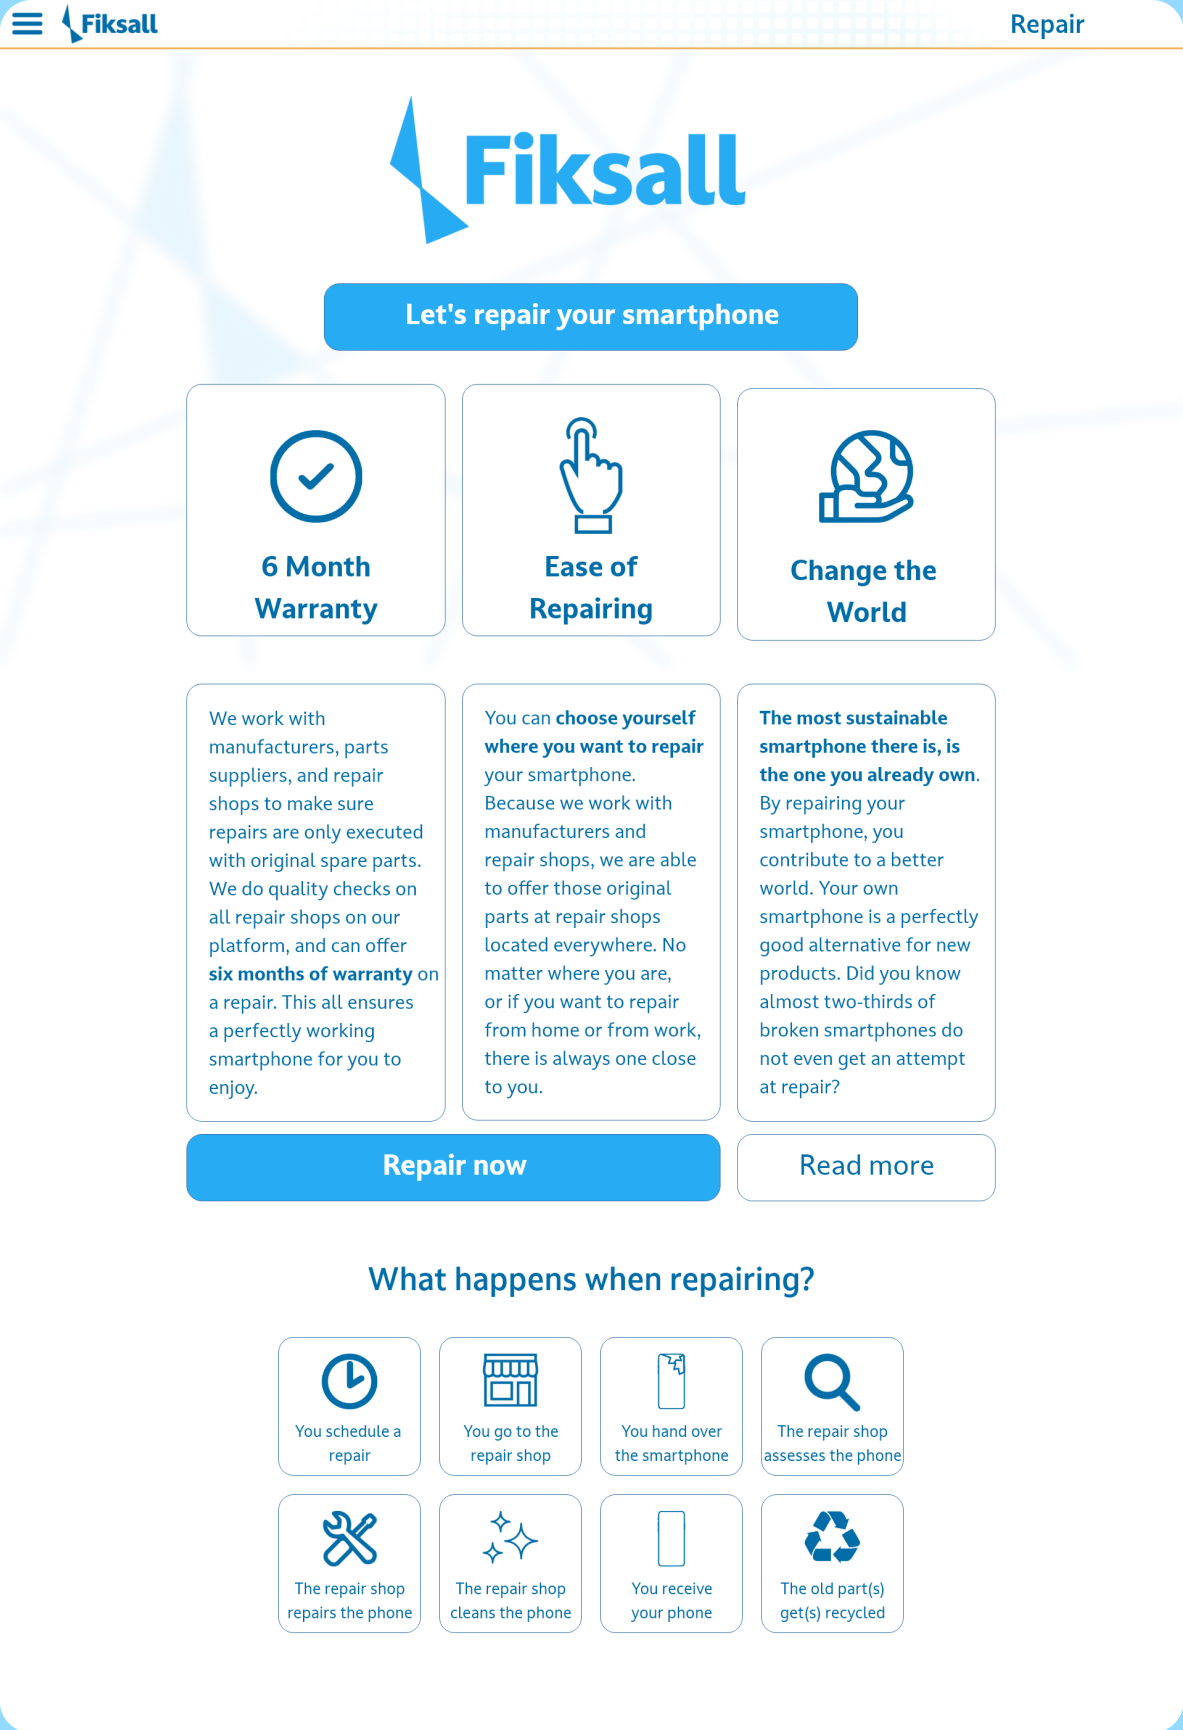 Fiksall
Repair
Fiksall
Let's repair your smartphone
6 Month
Warranty
Ease of
Repairing
Change the
World
We work with
manufacturers, parts
suppliers, and repair
shops to make sure
repairs are only executed
with original spare parts.
We do quality checks on
all repair shops on our
platform, and can offer
six months of warranty on
a repair. This all ensures
a perfectly working
smartphone for you to
enjoy.
You can choose yourself
where you want to repair
your smartphone.
Because we work with
manufacturers and
repair shops, we are able
to offer those original
parts at repair shops
located everywhere. No
matter where you are,
or if you want to repair
from home or from work,
there is always one close
to you.
The most sustainable
smartphone there is, is
the one you already own.
By repairing your
smartphone, you
contribute to a better
world. Your own
smartphone is a perfectly
good alternative for new
products. Did you know
almost two-thirds of
broken smartphones do
not even get an attempt
at repair?
Repair now
Read more
What happens when repairing?
You schedule a
repair
You go to the
repair shop
You hand over
the smartphone
The repair shop
assesses the phone
The repair shop
repairs the phone
The repair shop
cleans the phone
You receive
your phone
The old part(s)
get(s) recycled